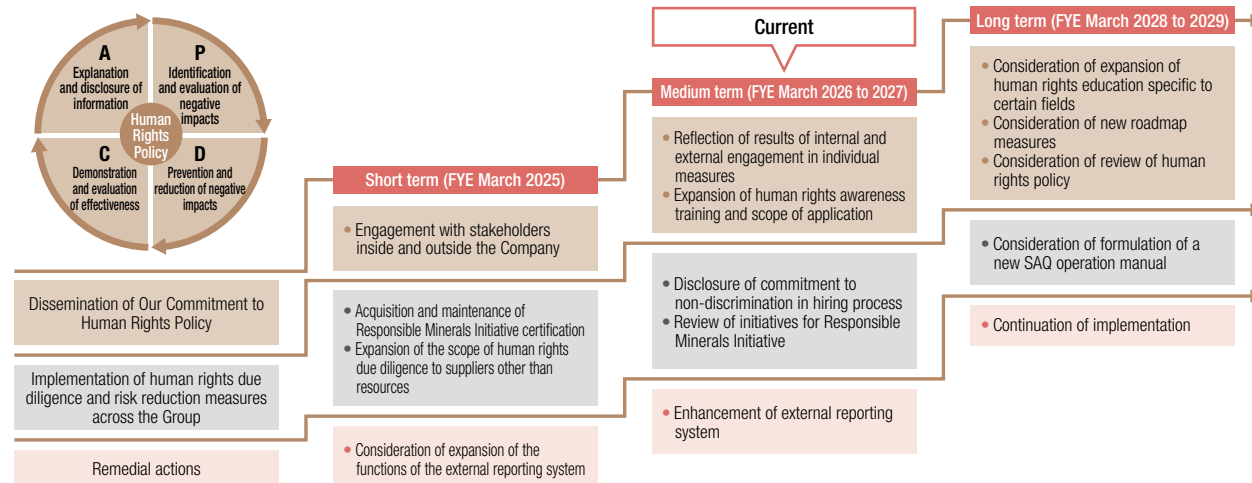 A
Explanation
and disclosure of
information
P
Identification
and evaluation of
negative
impacts
Human
Rights
Policy
C
Demonstration
and evaluation
of effectiveness
D
Prevention and
reduction of negative
impacts
Dissemination of Our Commitment to
Human Rights Policy
Implementation of human rights due
diligence and risk reduction measures
across the Group
Remedial actions
Short term (FYE March 2025)
• Engagement with stakeholders
inside and outside the Company
• Acquisition and maintenance of
Responsible Minerals Initiative certification
• Expansion of the scope of human rights
due diligence to suppliers other than
resources
• Consideration of expansion of the
functions of the external reporting system
Current
Medium term (FYE March 2026 to 2027)
• Reflection of results of internal and
external engagement in individual
measures
• Expansion of human rights awareness
training and scope of application
• Disclosure of commitment to
non-discrimination in hiring process
• Review of initiatives for Responsible
Minerals Initiative
• Enhancement of external reporting
system
Long term (FYE March 2028 to 2029)
• Consideration of expansion of
human rights education specific to
certain fields
• Consideration of new roadmap
measures
• Consideration of review of human
rights policy
• Consideration of formulation of a
new SAQ operation manual
• Continuation of implementation